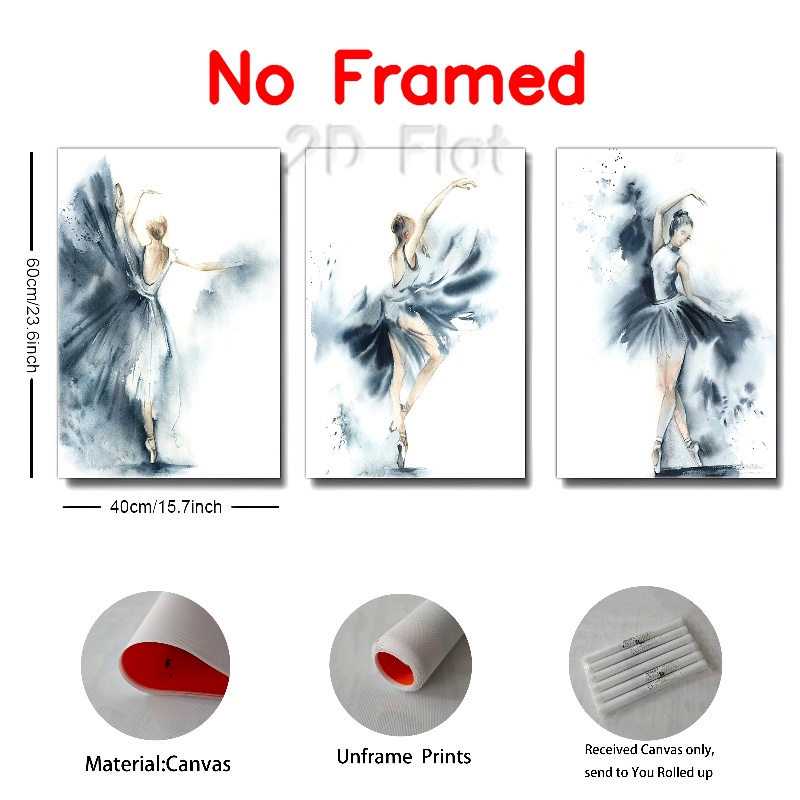 No Framed
2D Flat
60cm/23.6inch
40cm/15.7inch
Material:Canvas
Unframe Prints
Received Canvas only,
send to You Rolled up